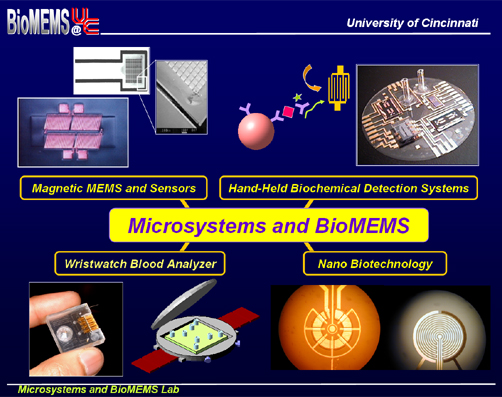 BioMEMS@UC
University of Cincinnati
Magnetic MEMS and Sensors
Hand-Held Biochemical Detection Systems
Microsystems and BioMEMS
Wristwatch Blood Analyzer
Nano Biotechnology
Microsystems and BioMEMS Lab